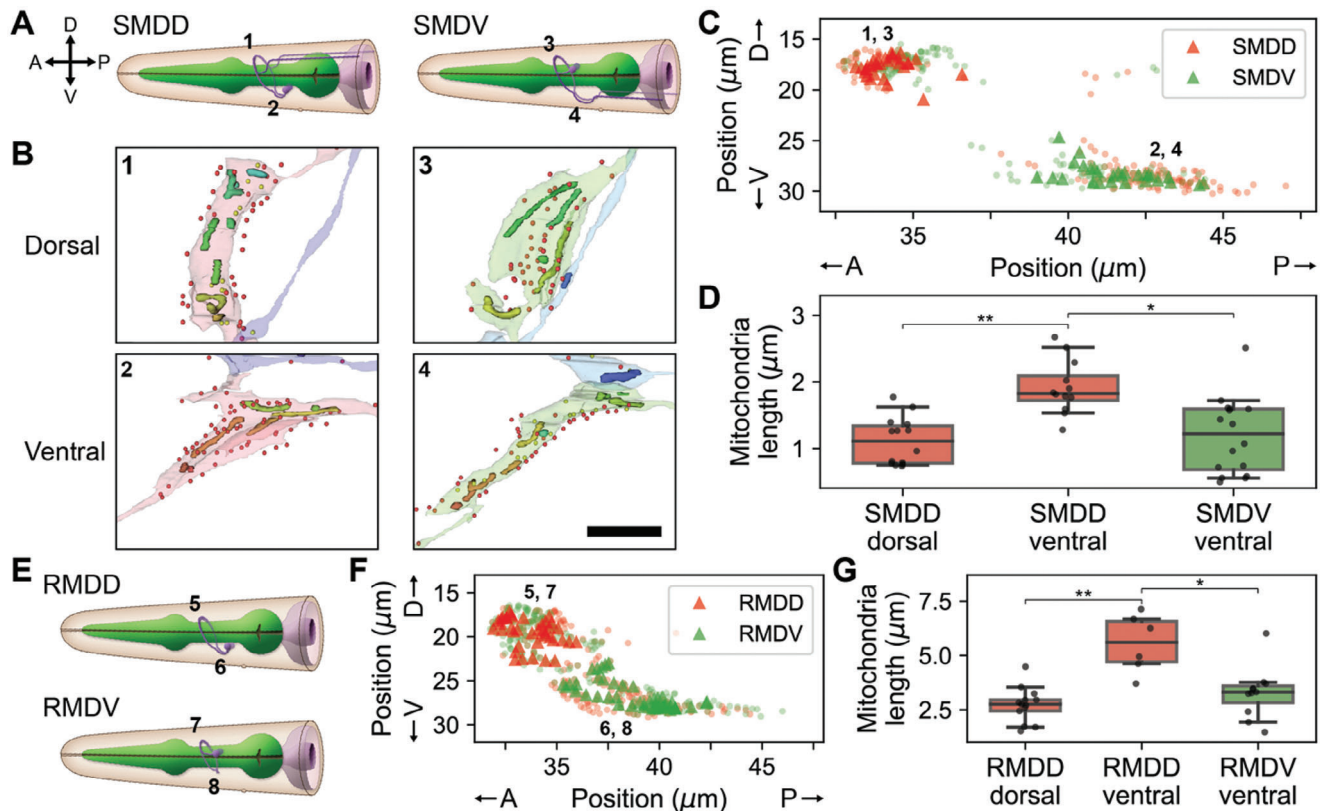 A
D
A
P
V
SMDD
1
2
SMDV
3
4
B
Dorsal
1
3
Ventral
2
4
C
D
Position (μm)
V
15
20
25
30
1, 3
2, 4
SMDD
SMDV
35
40
45
A
Position (μm)
P
D
Mitochondria
length (μm)
3
2
1
**
*
SMDD
dorsal
SMDD
ventral
SMDV
ventral
E
RMDD
5
6
RMDV
7
8
F
D
Position (μm)
V
15
20
25
30
5, 7
6, 8
RMDD
RMDV
35
40
45
A
Position (μm)
P
G
Mitochondria
length (μm)
7.5
5.0
2.5
**
*
RMDD
dorsal
RMDD
ventral
RMDV
ventral